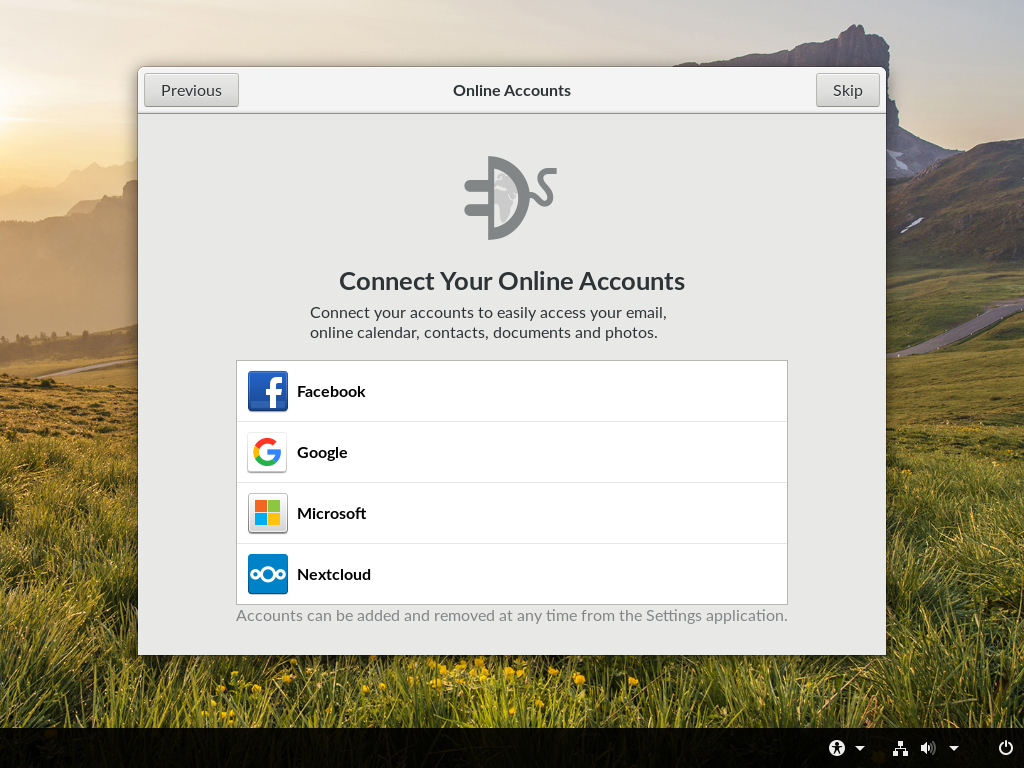 Previous
Online Accounts
Skip
Connect Your Online Accounts
Connect your accounts to easily access your email,
online calendar, contacts, documents and photos.
Facebook
Google
Microsoft
Nextcloud
Accounts can be added and removed at any time from the Settings application.